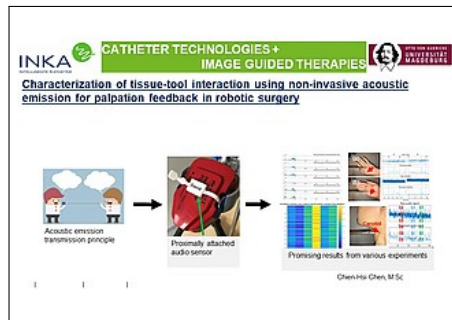 INKA
CATHETER TECHNOLOGIES +
IMAGE GUIDED THERAPIES
OTTO VON GUERICKE
UNIVERSITÄT
MAGDEBURG
Characterization of tissue-tool interaction using non-invasive acoustic
emission for palpation feedback in robotic surgery
Acoustic emission
transmission principle
Proximally attached
audio sensor
Carotid
Promising results from various experiments
Chien-Hsi Chen, M.Sc